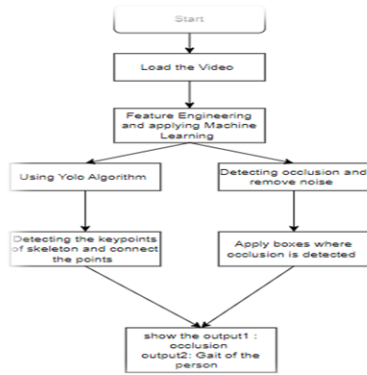 Start
Load the Video
Feature Engineering
and applying Machine
Learning
Using Yolo Algorithm
Detecting occlusion and
remove noise
Detecting the keypoints
of skeleton and connect
the points
Apply boxes where
occlusion is detected
show the output1 :
occlusion
output2: Gait of the
person